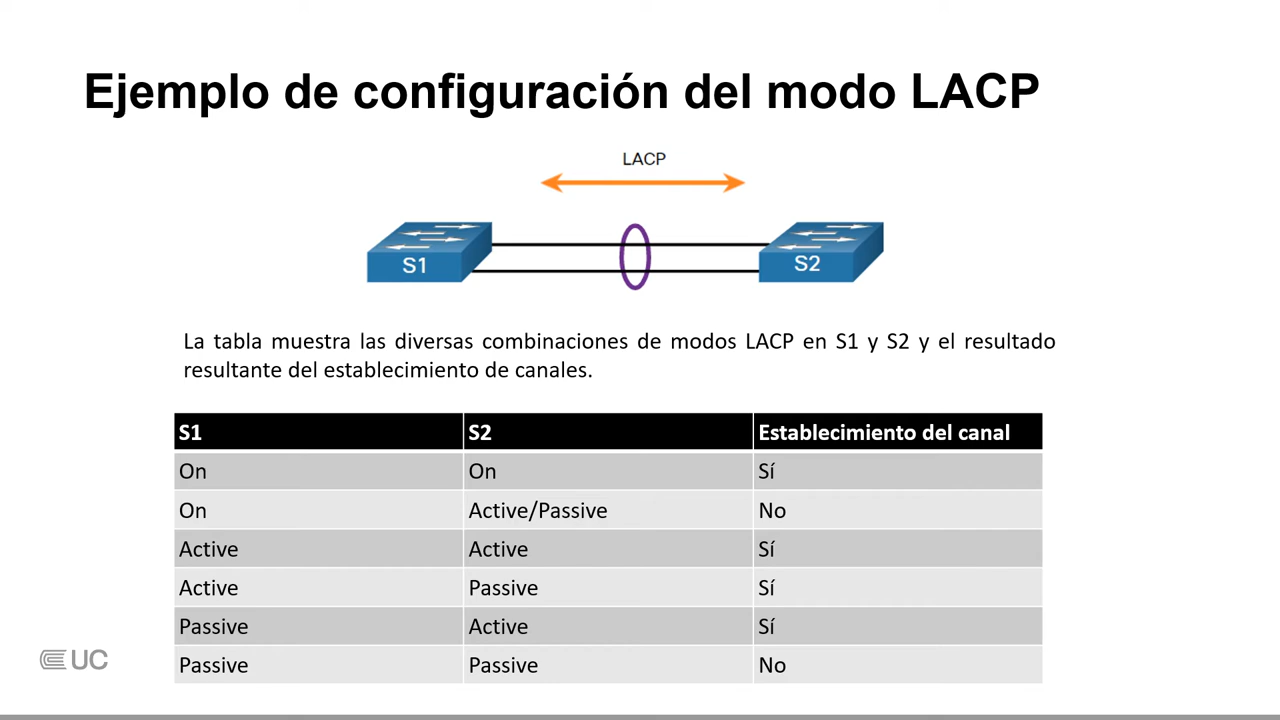 Ejemplo de configuración del modo LACP
LACP
S1
S2
La tabla muestra las diversas combinaciones de modos LACP en S1 y S2 y el resultado
resultante del establecimiento de canales.
S1 S2 Establecimiento del canal
On On Sí
On Active/Passive No
Active Active Sí
Active Passive Sí
Passive Active Sí
Passive Passive No
UC